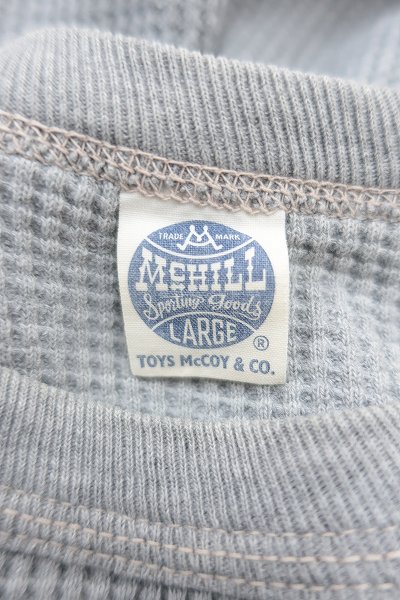 TRADE MARK
McHILL
Sporting Goods
LARGE ®
TOYS McCOY & CO.